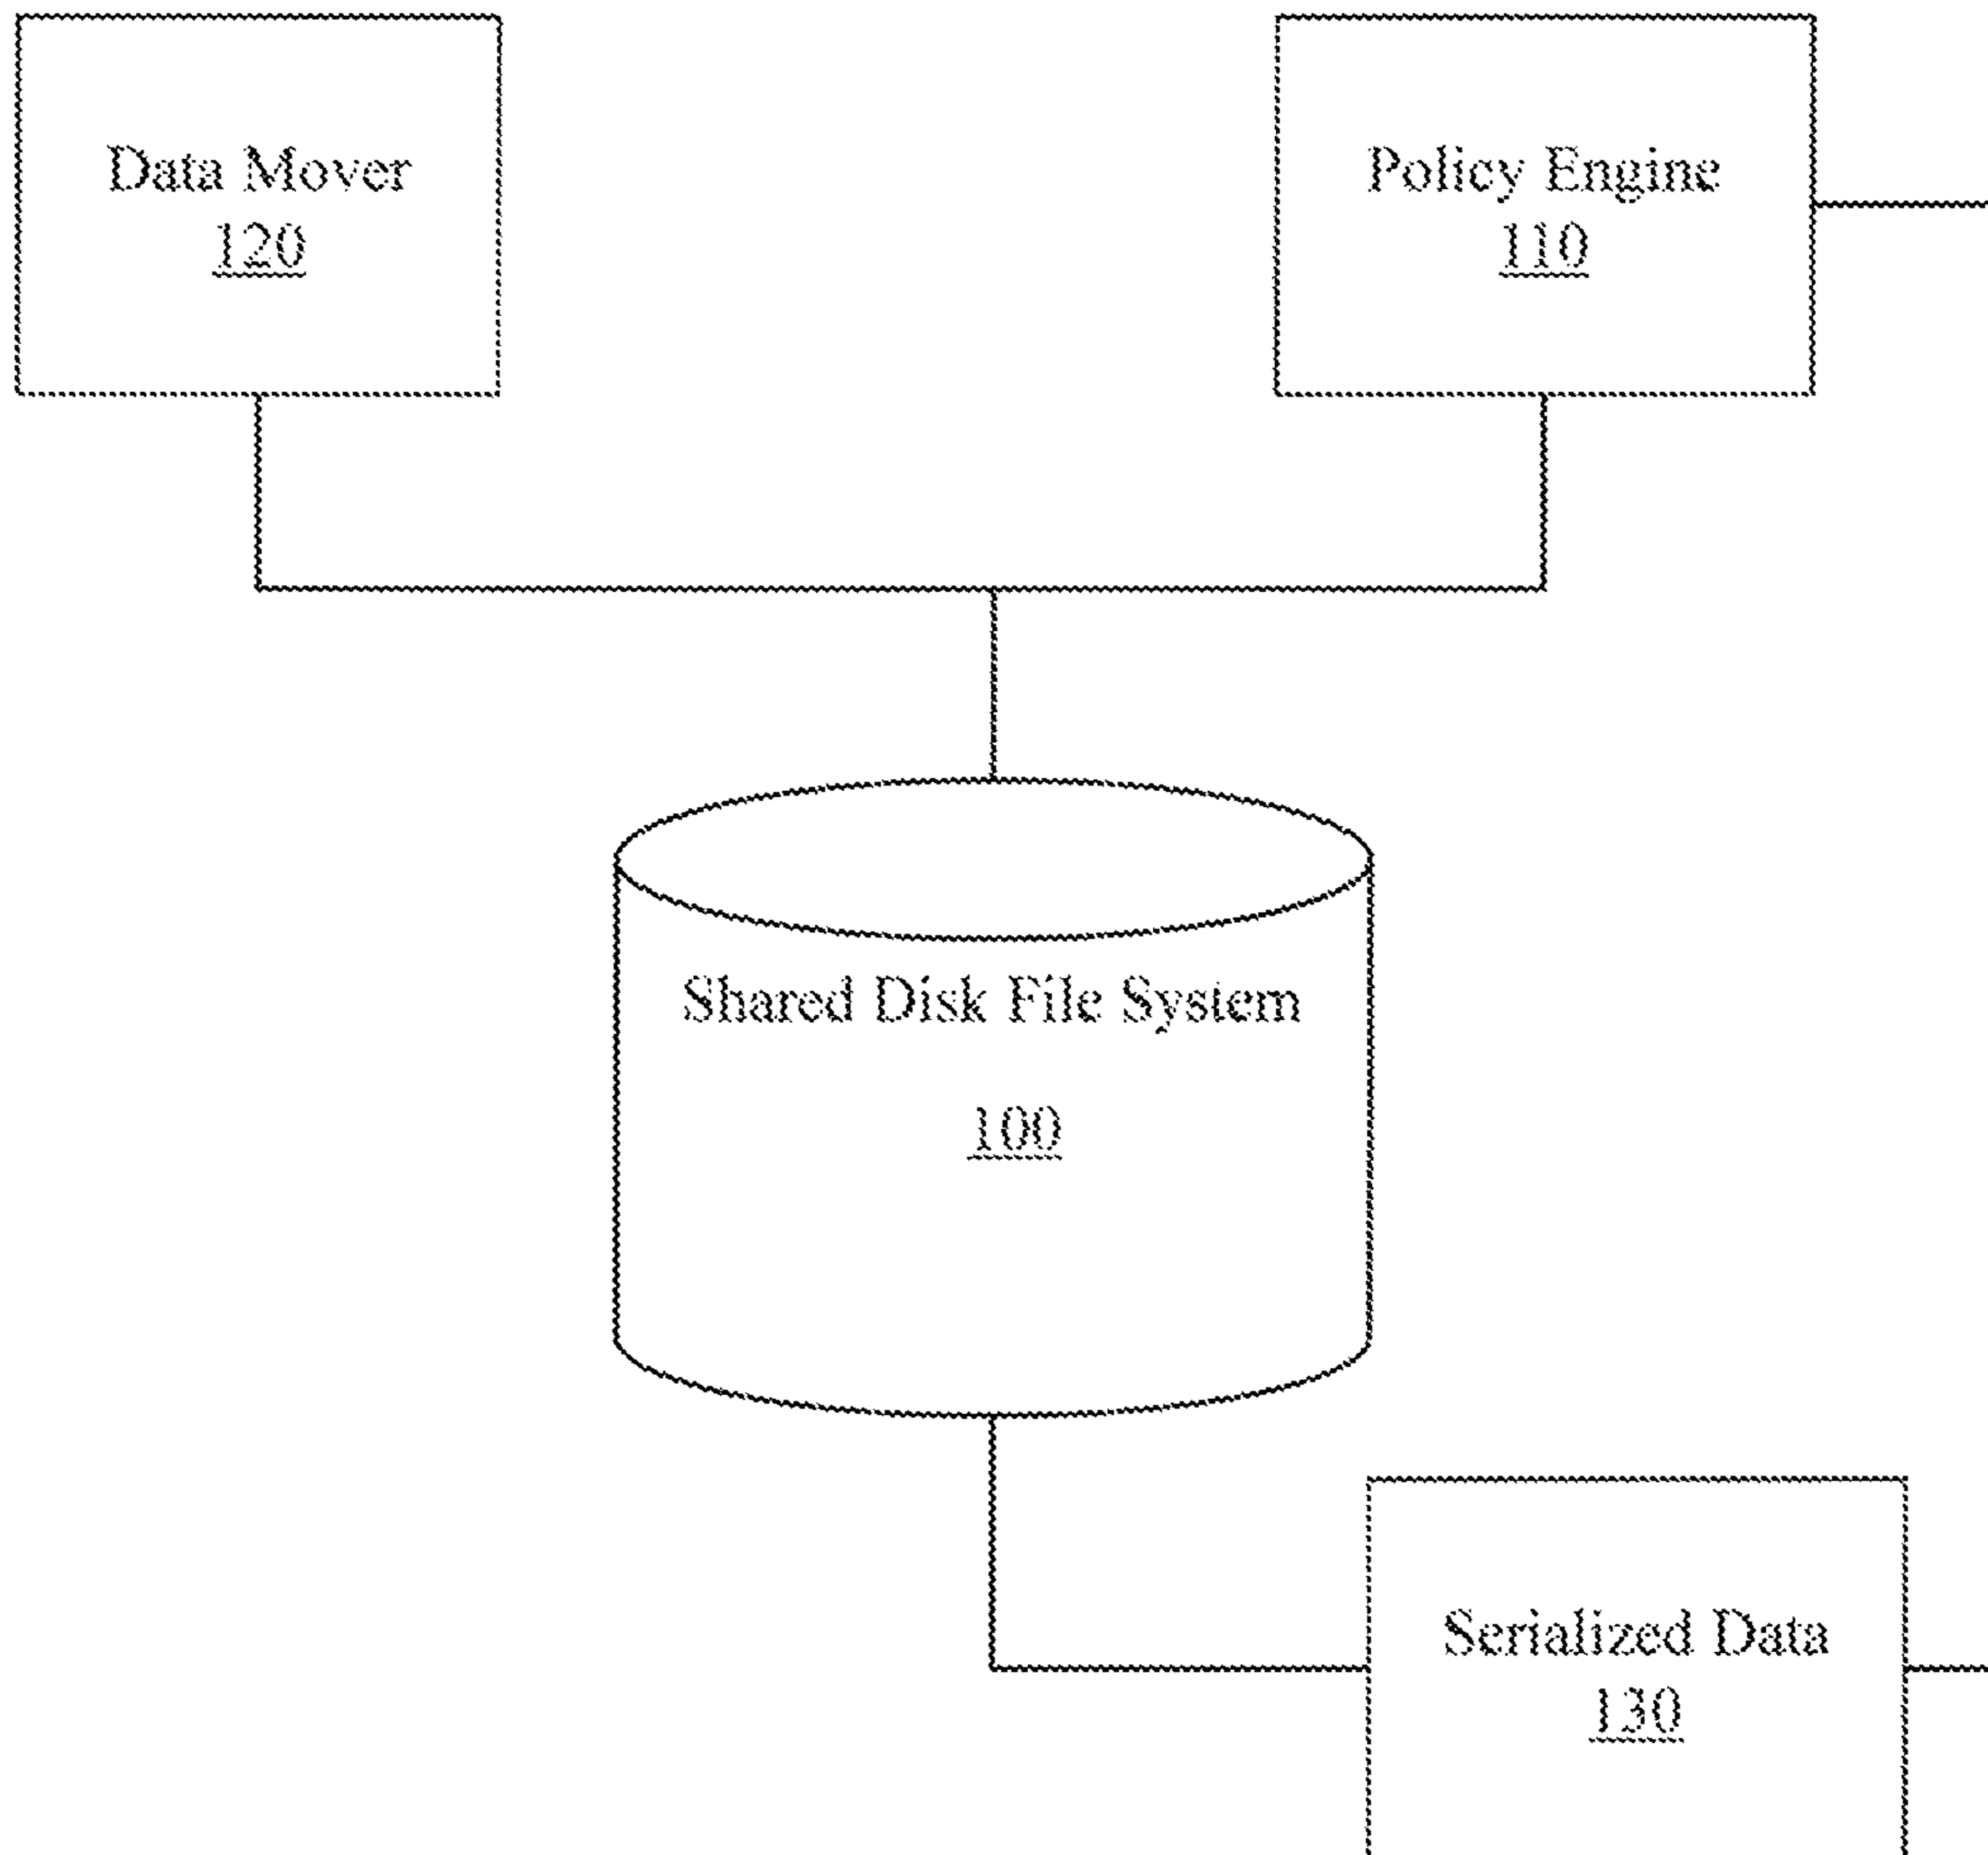 Data Mover
120
Policy Engine
110
Shared Disk File System
100
Serialized Data
130